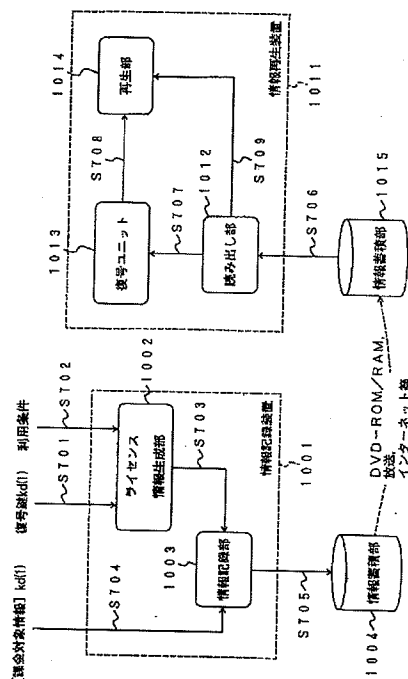 課金対象情報] kd(1)
復号鍵kd(1)
利用条件
S704
S701
S702
ライセンス
情報生成部
1002
S703
1003
情報記録部
情報記録装置
1001
S705
1004
情報蓄積部
DVD-ROM/RAM,
放送,
インターネット等
1013
復号ユニット
S708
1014
再生部
S707
1012
読み出し部
S709
情報再生装置
1011
S706
情報蓄積部
1015